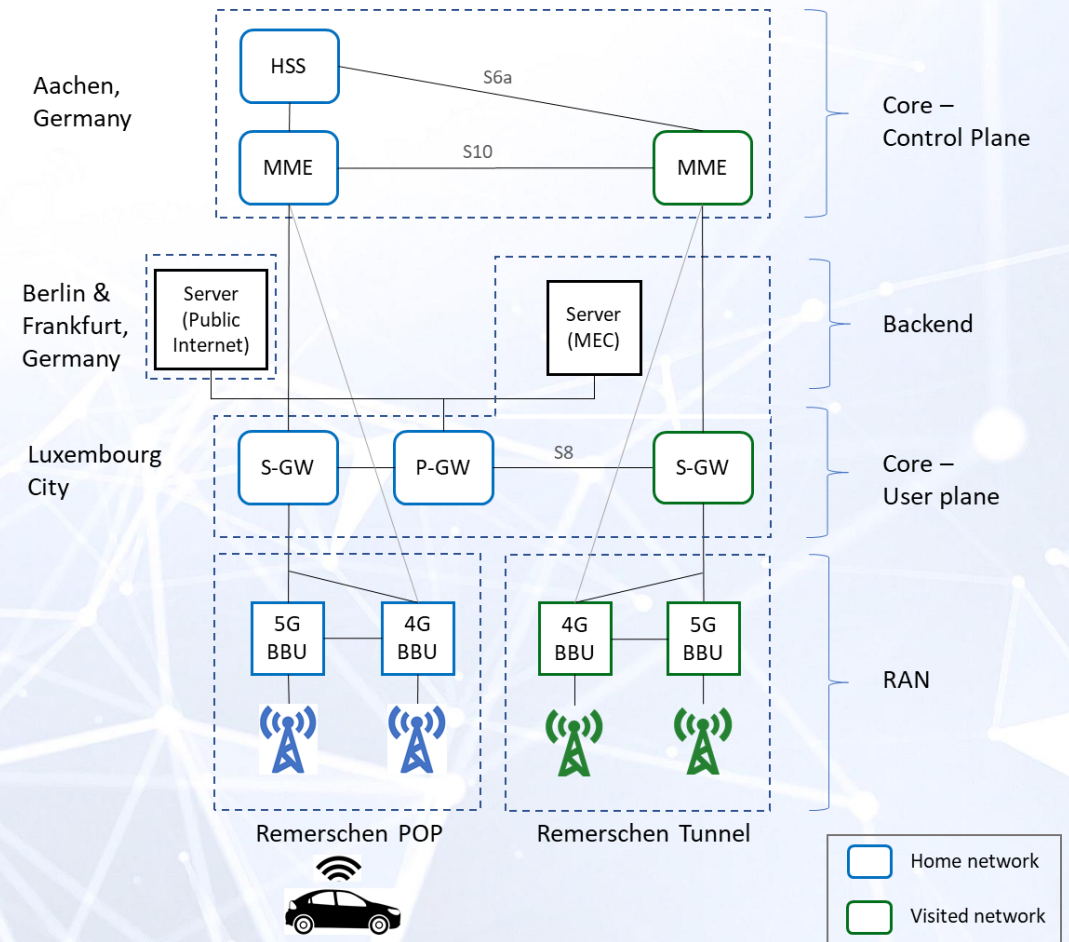 Aachen,
Germany
HSS
S6a
MME
S10
MME
Core –
Control Plane
Berlin &
Frankfurt,
Germany
Server
(Public
Internet)
Server
(MEC)
Backend
Luxembourg
City
S-GW
P-GW
S8
S-GW
Core –
User plane
5G
BBU
4G
BBU
4G
BBU
5G
BBU
RAN
Remerschen POP
Remerschen Tunnel
Home network
Visited network